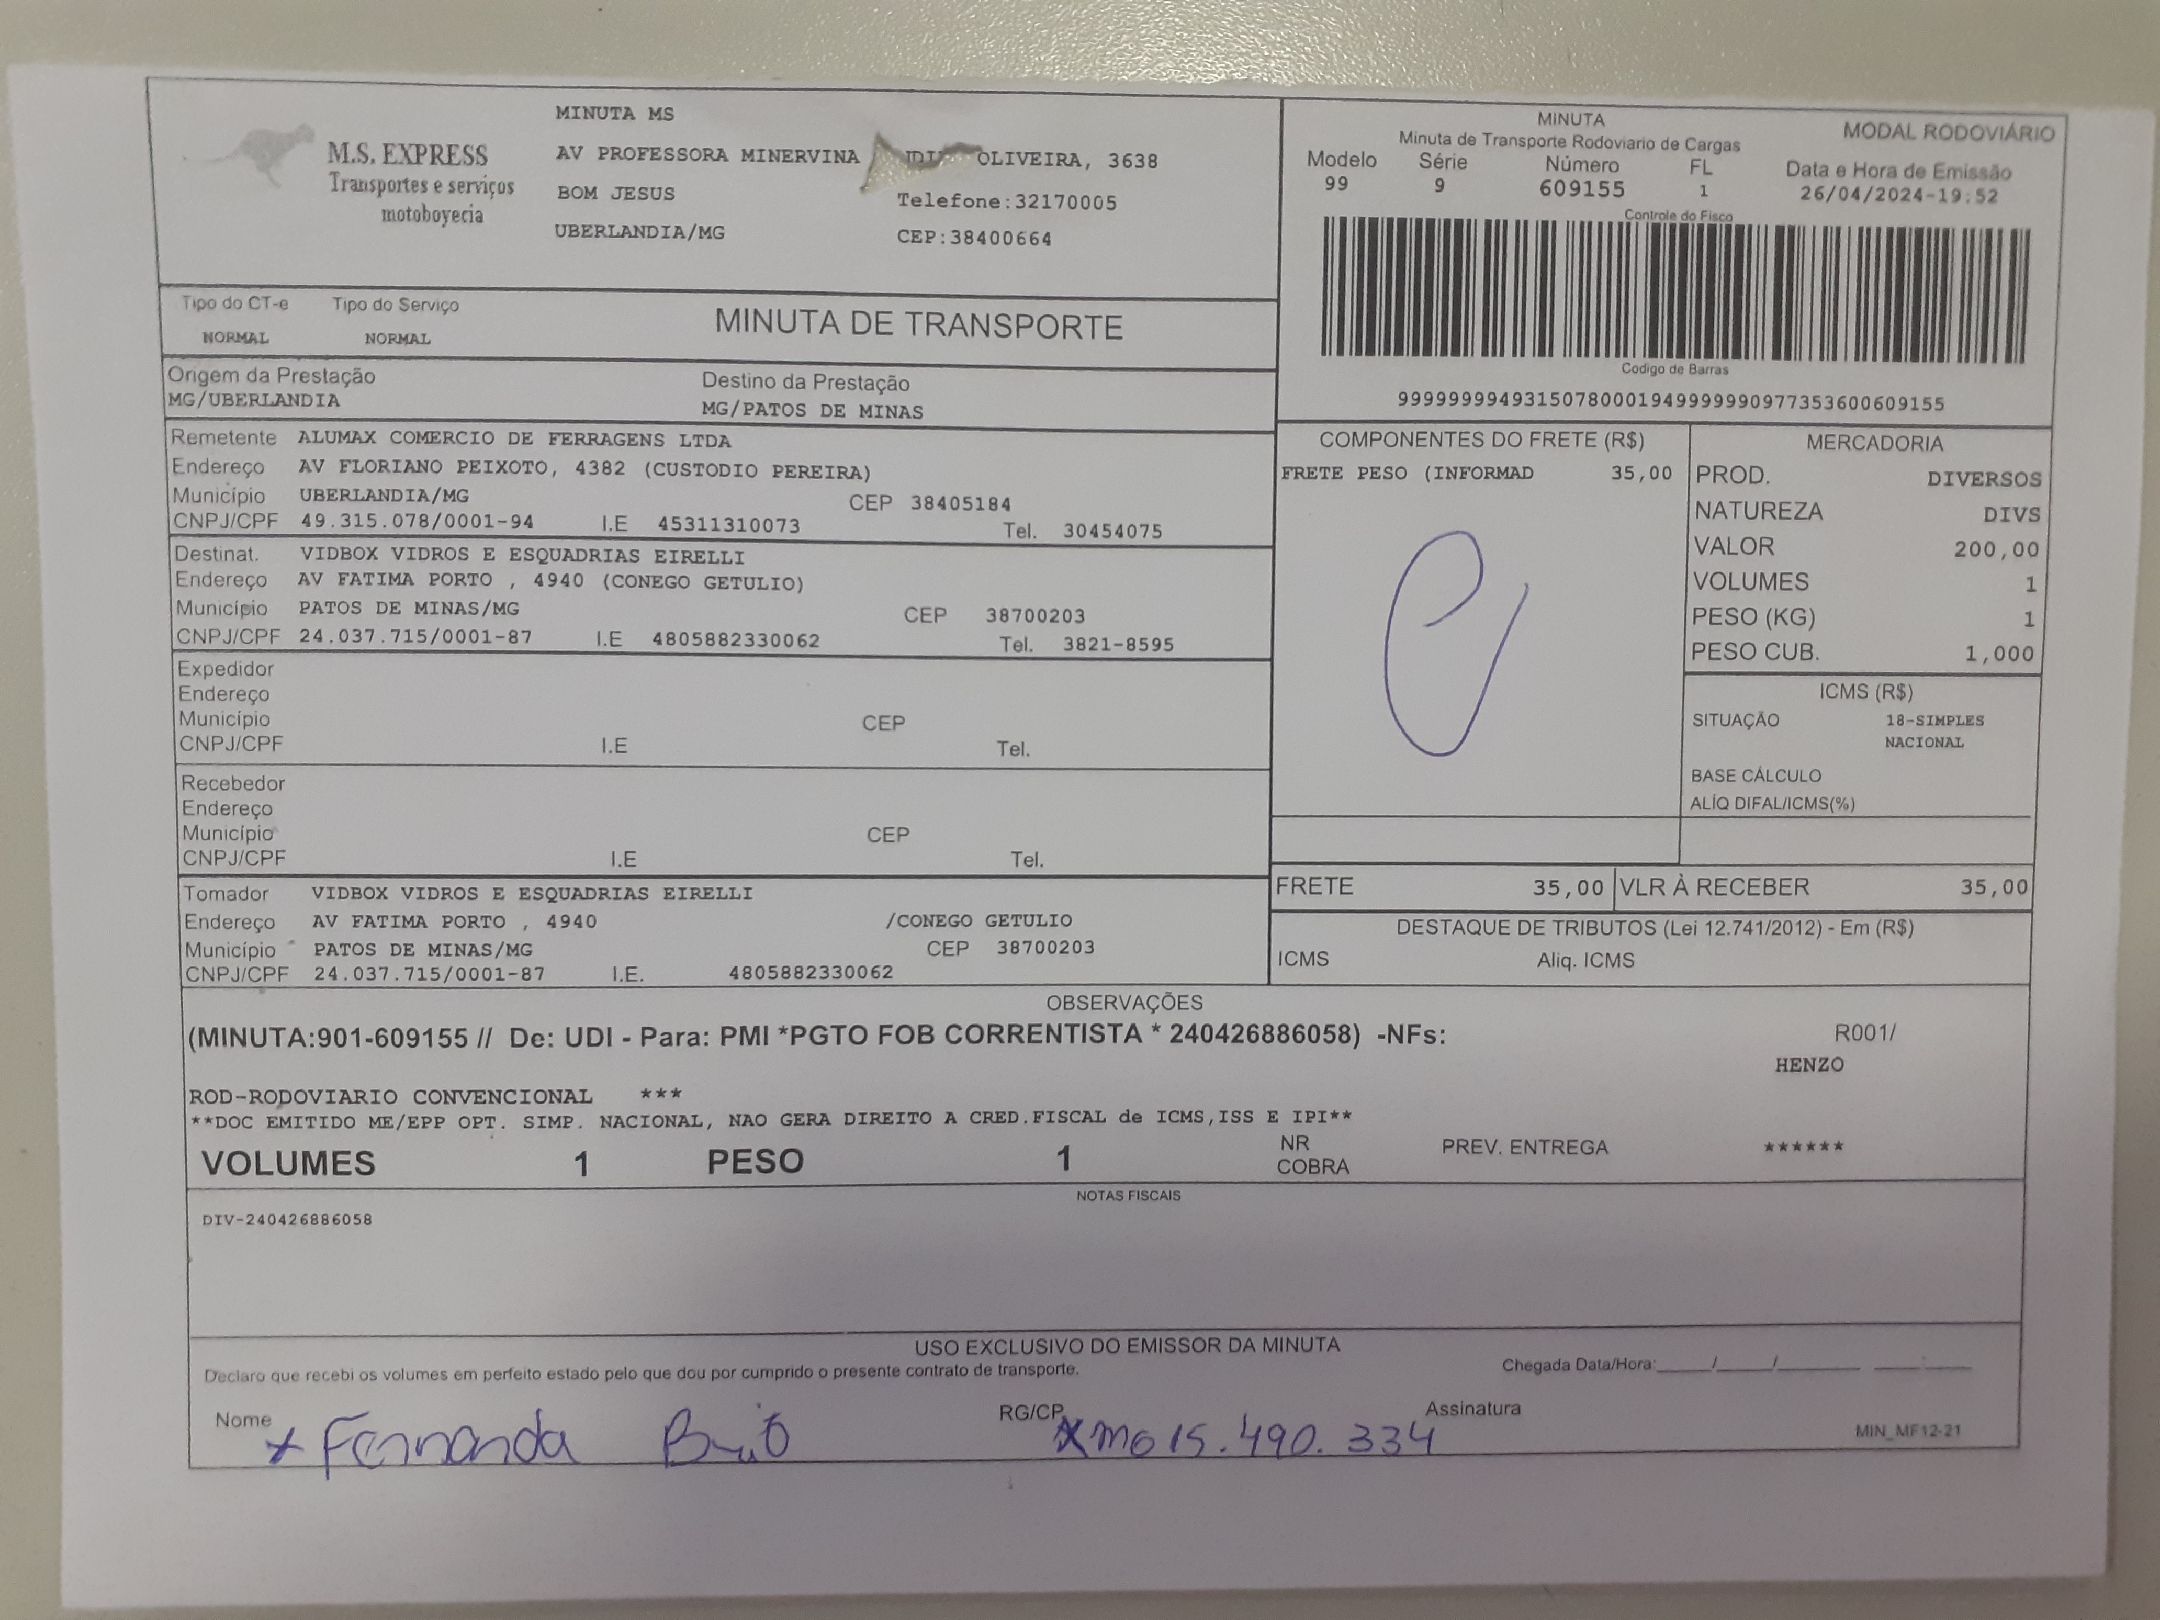 M.S. EXPRESS
Transportes e serviços
motoboyecia
MINUTA MS
AV PROFESSORA MINERVINA OLIVEIRA, 3638
BOM JESUS Telefone:32170005
UBERLANDIA/MG CEP:38400664
MINUTA
Minuta de Transporte Rodoviario de Cargas
MODAL RODOVIÁRIO
Modelo Série Número FL Data e Hora de Emissão
99 9 609155 1 26/04/2024-19:52
Controle do Fisco
Codigo de Barras
Tipo do CT-e Tipo do Serviço
NORMAL NORMAL
MINUTA DE TRANSPORTE
Origem da Prestação Destino da Prestação
MG/UBERLANDIA MG/PATOS DE MINAS
99999999493150780001949999999097735360​0609155
Remetente ALUMAX COMERCIO DE FERRAGENS LTDA
Endereço AV FLORIANO PEIXOTO, 4382 (CUSTODIO PEREIRA)
Município UBERLANDIA/MG CEP 38405184
CNPJ/CPF 49.315.078/0001-94 I.E 45311310073 Tel. 30454075
Destinat. VIDBOX VIDROS E ESQUADRIAS EIRELLI
Endereço AV FATIMA PORTO , 4940 (CONEGO GETULIO)
Município PATOS DE MINAS/MG CEP 38700203
CNPJ/CPF 24.037.715/0001-87 I.E 4805882330062 Tel. 3821-8595
Expedidor
Endereço
Município CEP
CNPJ/CPF I.E Tel.
Recebedor
Endereço
Município CEP
CNPJ/CPF I.E Tel.
Tomador VIDBOX VIDROS E ESQUADRIAS EIRELLI
Endereço AV FATIMA PORTO , 4940 /CONEGO GETULIO
Município PATOS DE MINAS/MG CEP 38700203
CNPJ/CPF 24.037.715/0001-87 I.E. 4805882330062
COMPONENTES DO FRETE (R$)
FRETE PESO (INFORMAD 35,00
MERCADORIA
PROD. DIVERSOS
NATUREZA DIVS
VALOR 200,00
VOLUMES 1
PESO (KG) 1
PESO CUB. 1,000
ICMS (R$)
SITUAÇÃO 18-SIMPLES
NACIONAL
BASE CÁLCULO
ALÍQ DIFAL/ICMS(%)
FRETE 35,00 VLR À RECEBER 35,00
DESTAQUE DE TRIBUTOS (Lei 12.741/2012) - Em (R$)
ICMS Aliq. ICMS
OBSERVAÇÕES
(MINUTA:901-609155 // De: UDI - Para: PMI *PGTO FOB CORRENTISTA * 240426886058) -NFs: R001/
HENZO
ROD-RODOVIARIO CONVENCIONAL ***
**DOC EMITIDO ME/EPP OPT. SIMP. NACIONAL, NAO GERA DIREITO A CRED.FISCAL de ICMS,ISS E IPI**
VOLUMES 1 PESO 1 NR COBRA PREV. ENTREGA ******
NOTAS FISCAIS
DIV-240426886058
USO EXCLUSIVO DO EMISSOR DA MINUTA
Declaro que recebi os volumes em perfeito estado pelo que dou por cumprido o presente contrato de transporte. Chegada Data/Hora:____/____/______ ____:____
Nome RG/CP Assinatura
x Fernanda x MG 15.490.334 MIN_MF12-21